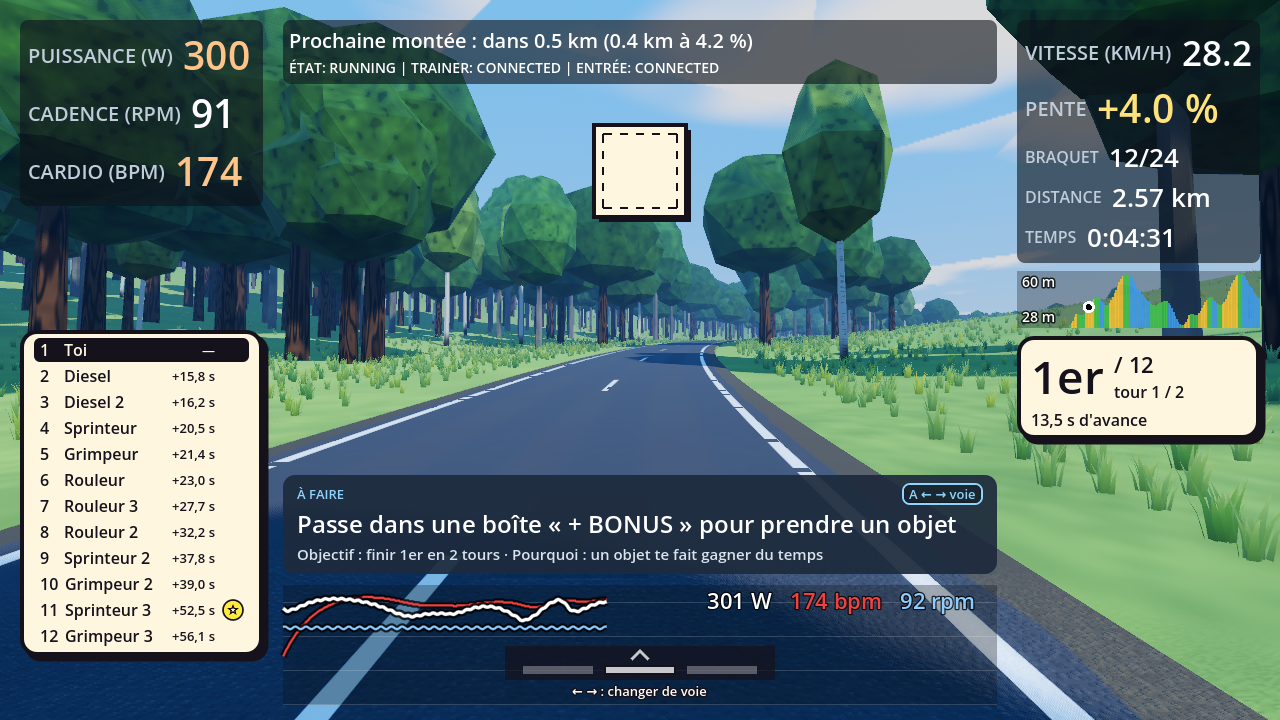 PUISSANCE (W) 300
CADENCE (RPM) 91
CARDIO (BPM) 174
Prochaine montée : dans 0.5 km (0.4 km à 4.2 %)
ÉTAT: RUNNING | TRAINER: CONNECTED | ENTRÉE: CONNECTED
VITESSE (KM/H) 28.2
PENTE +4.0 %
BRAQUET 12/24
DISTANCE 2.57 km
TEMPS 0:04:31
60 m
28 m
1er / 12
tour 1 / 2
13,5 s d'avance
1 Toi —
2 Diesel +15,8 s
3 Diesel 2 +16,2 s
4 Sprinteur +20,5 s
5 Grimpeur +21,4 s
6 Rouleur +23,0 s
7 Rouleur 3 +27,7 s
8 Rouleur 2 +32,2 s
9 Sprinteur 2 +37,8 s
10 Grimpeur 2 +39,0 s
11 Sprinteur 3 +52,5 s
12 Grimpeur 3 +56,1 s
À FAIRE
A ← → voie
Passe dans une boîte « + BONUS » pour prendre un objet
Objectif : finir 1er en 2 tours · Pourquoi : un objet te fait gagner du temps
301 W 174 bpm 92 rpm
← → : changer de voie